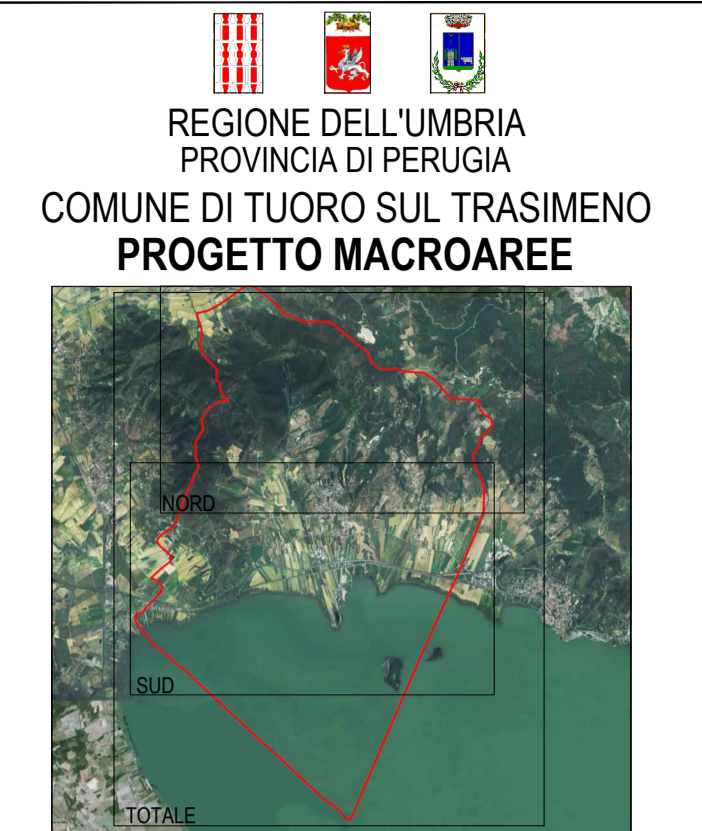 REGIONE DELL'UMBRIA
PROVINCIA DI PERUGIA
COMUNE DI TUORO SUL TRASIMENO
PROGETTO MACROAREE
NORD
SUD
TOTALE